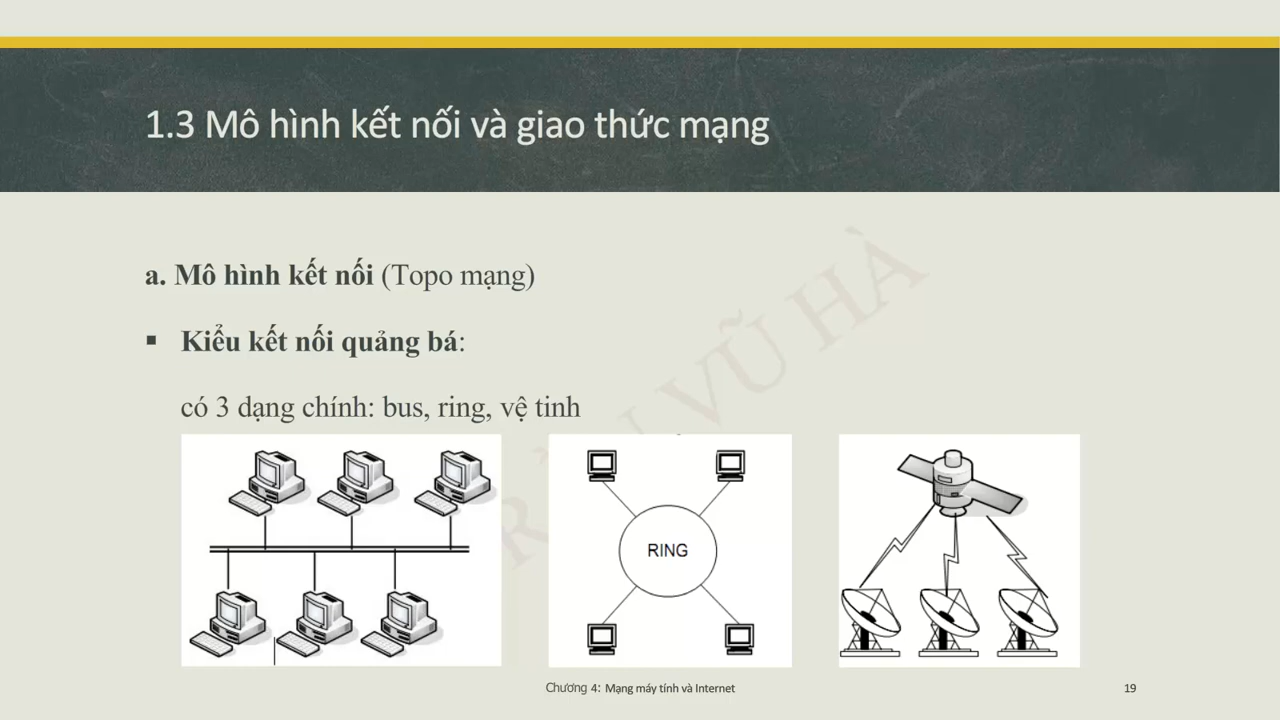 1.3 Mô hình kết nối và giao thức mạng
a. Mô hình kết nối (Topo mạng)
▪ Kiểu kết nối quảng bá:
có 3 dạng chính: bus, ring, vệ tinh
RING
VŨ HÀ
Chương 4: Mạng máy tính và Internet
19